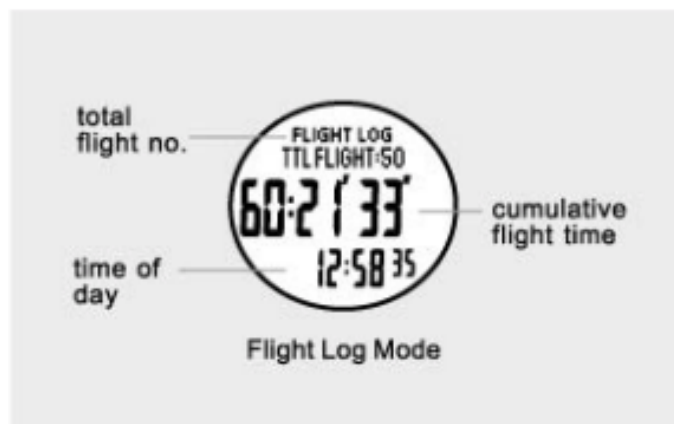 total
flight no.
FLIGHT LOG
TTL FLIGHT:50
60:21' 33"
cumulative
flight time
time of
day
12:58 35
Flight Log Mode